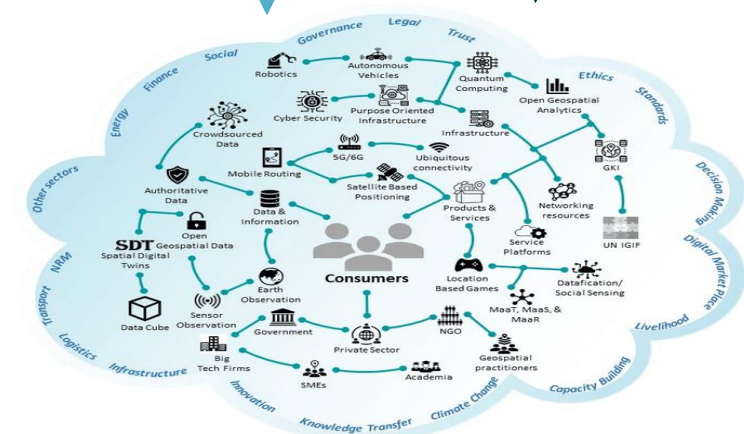 Governance
Legal
Trust
Social
Finance
Energy
Other sectors
Ethics
Standards
Decision Making
Digital Market Place
Livelihood
Capacity Building
Climate Change
Knowledge Transfer
Innovation
Infrastructure
Logistics
Transport
NRM
Robotics
Autonomous
Vehicles
Quantum
Computing
Open Geospatial
Analytics
Cyber Security
Purpose Oriented
Infrastructure
Infrastructure
Crowdsourced
Data
5G/6G
Ubiquitous
connectivity
GKI
Mobile Routing
Satellite Based
Positioning
Authoritative
Data
Data &
Information
Products &
Services
Networking
resources
UN IGIF
Open
Geospatial Data
SDT
Spatial Digital
Twins
Service
Platforms
Consumers
Earth
Observation
Location
Based Games
Datafication/
Social Sensing
Data Cube
Sensor
Observation
MaaT, MaaS, &
MaaR
Government
Private Sector
NGO
Big
Tech Firms
Geospatial
practitioners
SMEs
Academia